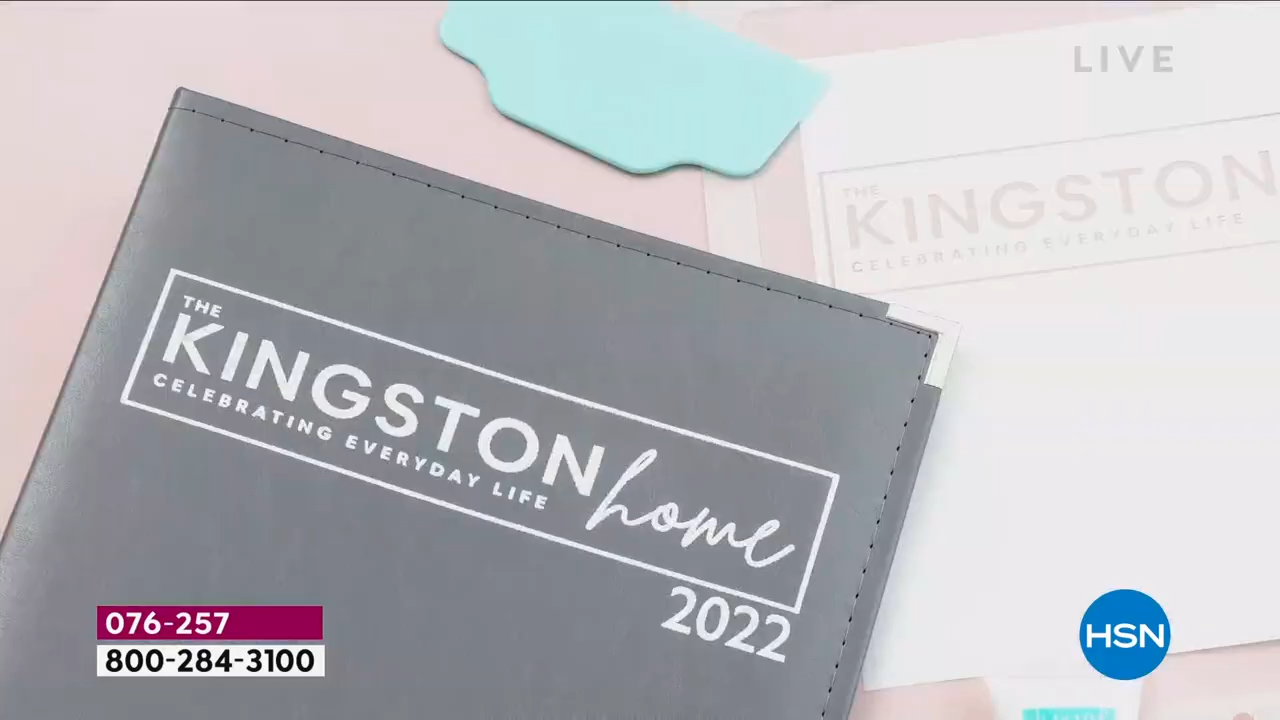 LIVE
THE
KINGSTON
CELEBRATING EVERYDAY LIFE
THE
KINGSTON home
CELEBRATING EVERYDAY LIFE
2022
076-257
800-284-3100
HSN